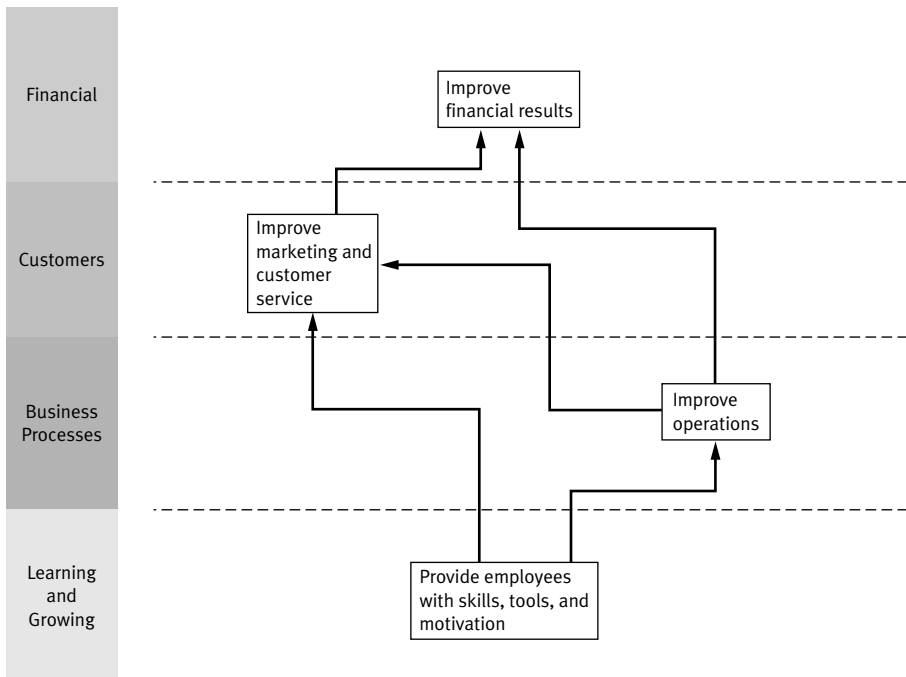 Financial
Improve
financial results
Customers
Improve
marketing and
customer
service
Business
Processes
Improve
operations
Learning
and
Growing
Provide employees
with skills, tools, and
motivation